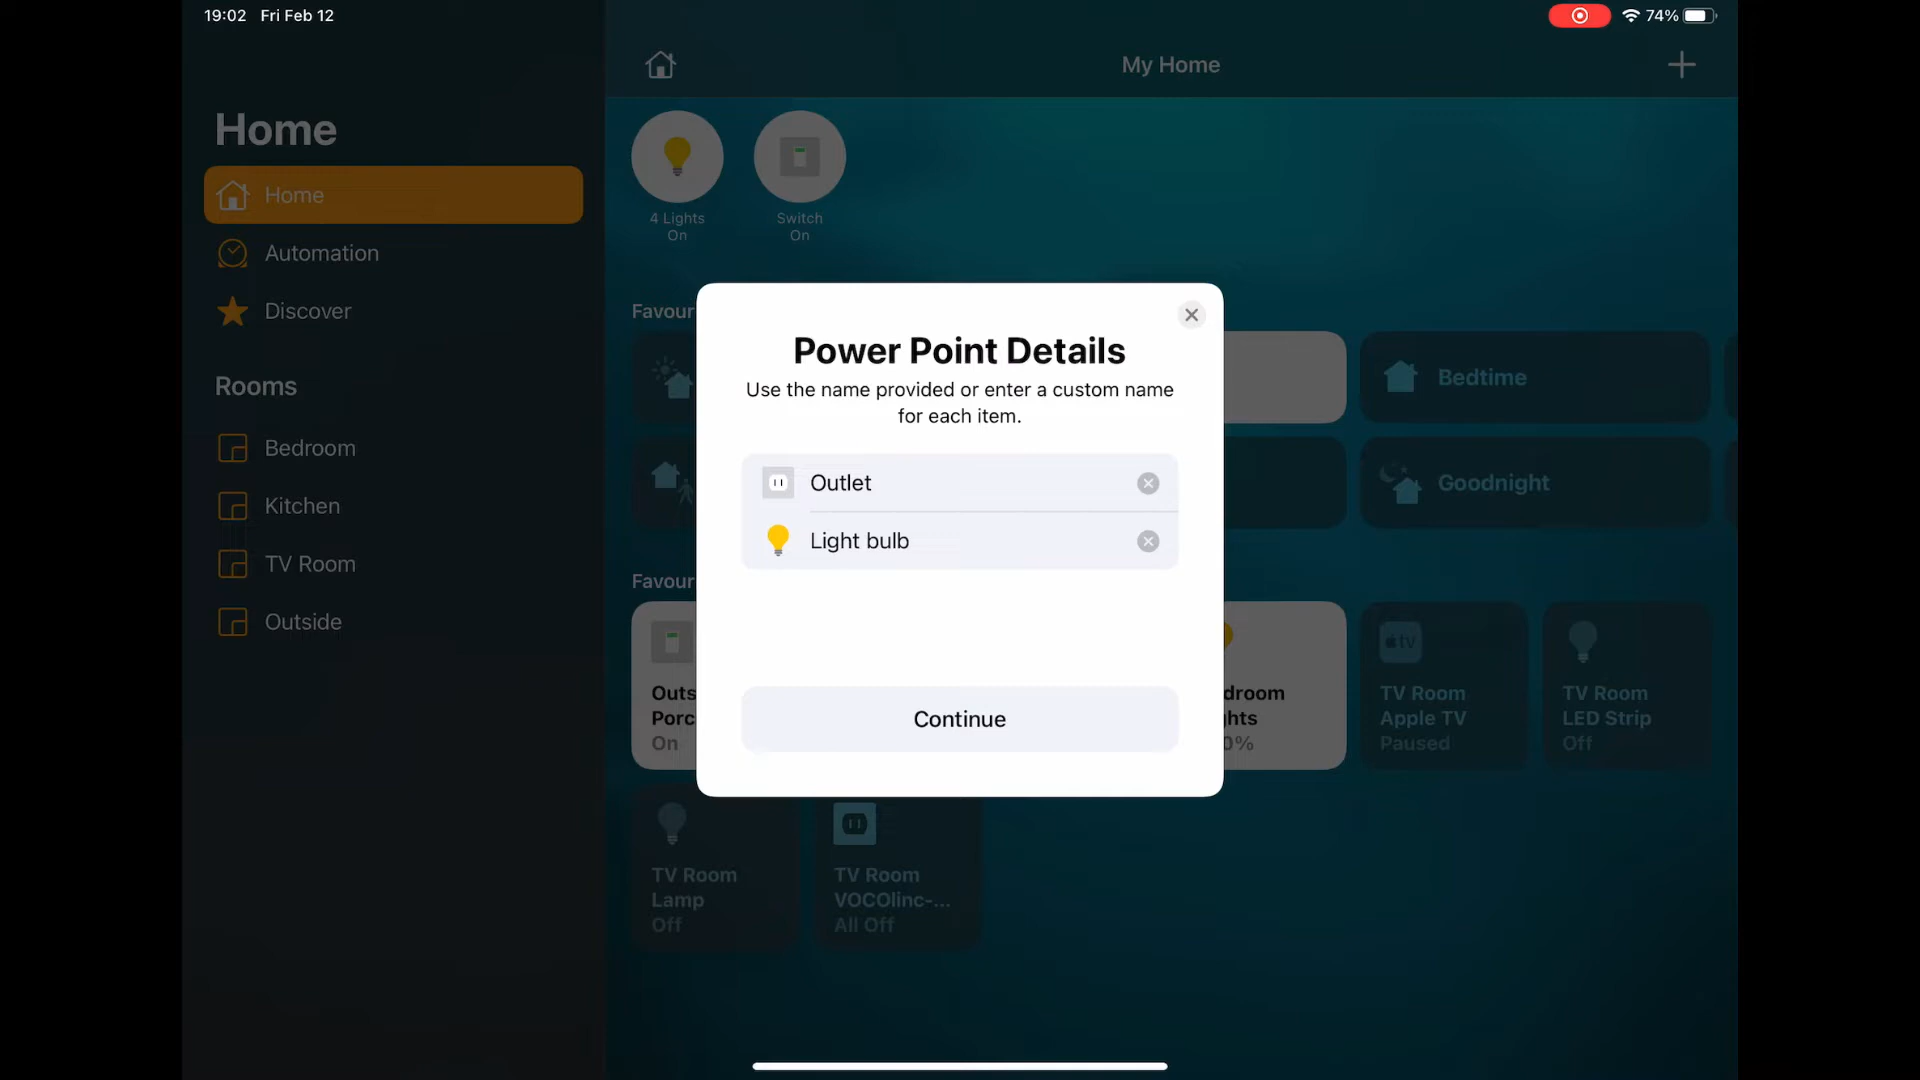 19:02 Fri Feb 12
74%
Home
Home
Automation
Discover
Rooms
Bedroom
Kitchen
TV Room
Outside
My Home
4 Lights
On
Switch
On
Favour
Bedtime
Goodnight
Power Point Details
Use the name provided or enter a custom name
for each item.
Outlet
Light bulb
Continue
Favour
Outs
Porc
On
droom
hts
0%
tv
TV Room
Apple TV
Paused
TV Room
LED Strip
Off
TV Room
Lamp
Off
TV Room
VOCOlinc-...
All Off